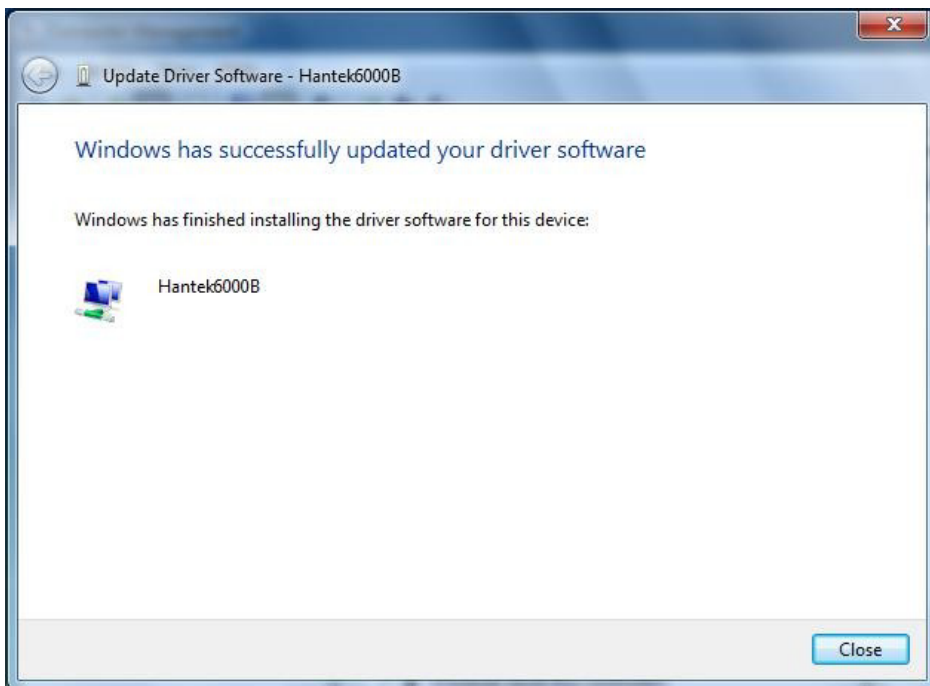 Update Driver Software - Hantek6000B
Windows has successfully updated your driver software
Windows has finished installing the driver software for this device:
Hantek6000B
Close